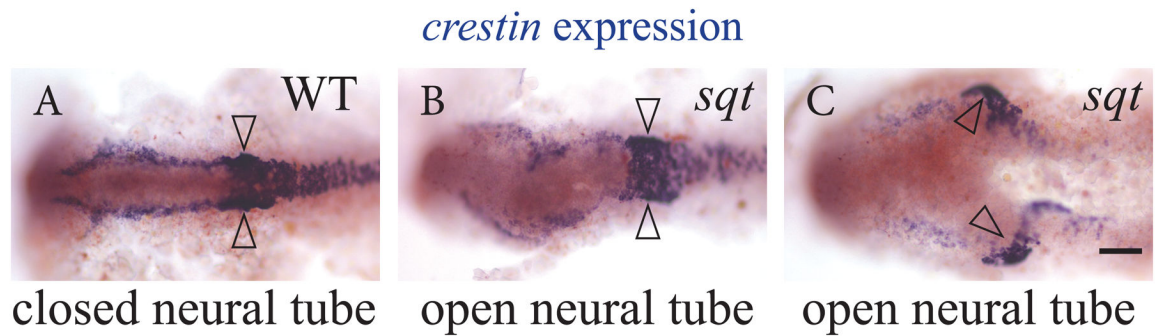 crestin expression
A WT
B sqt
C sqt
closed neural tube
open neural tube
open neural tube